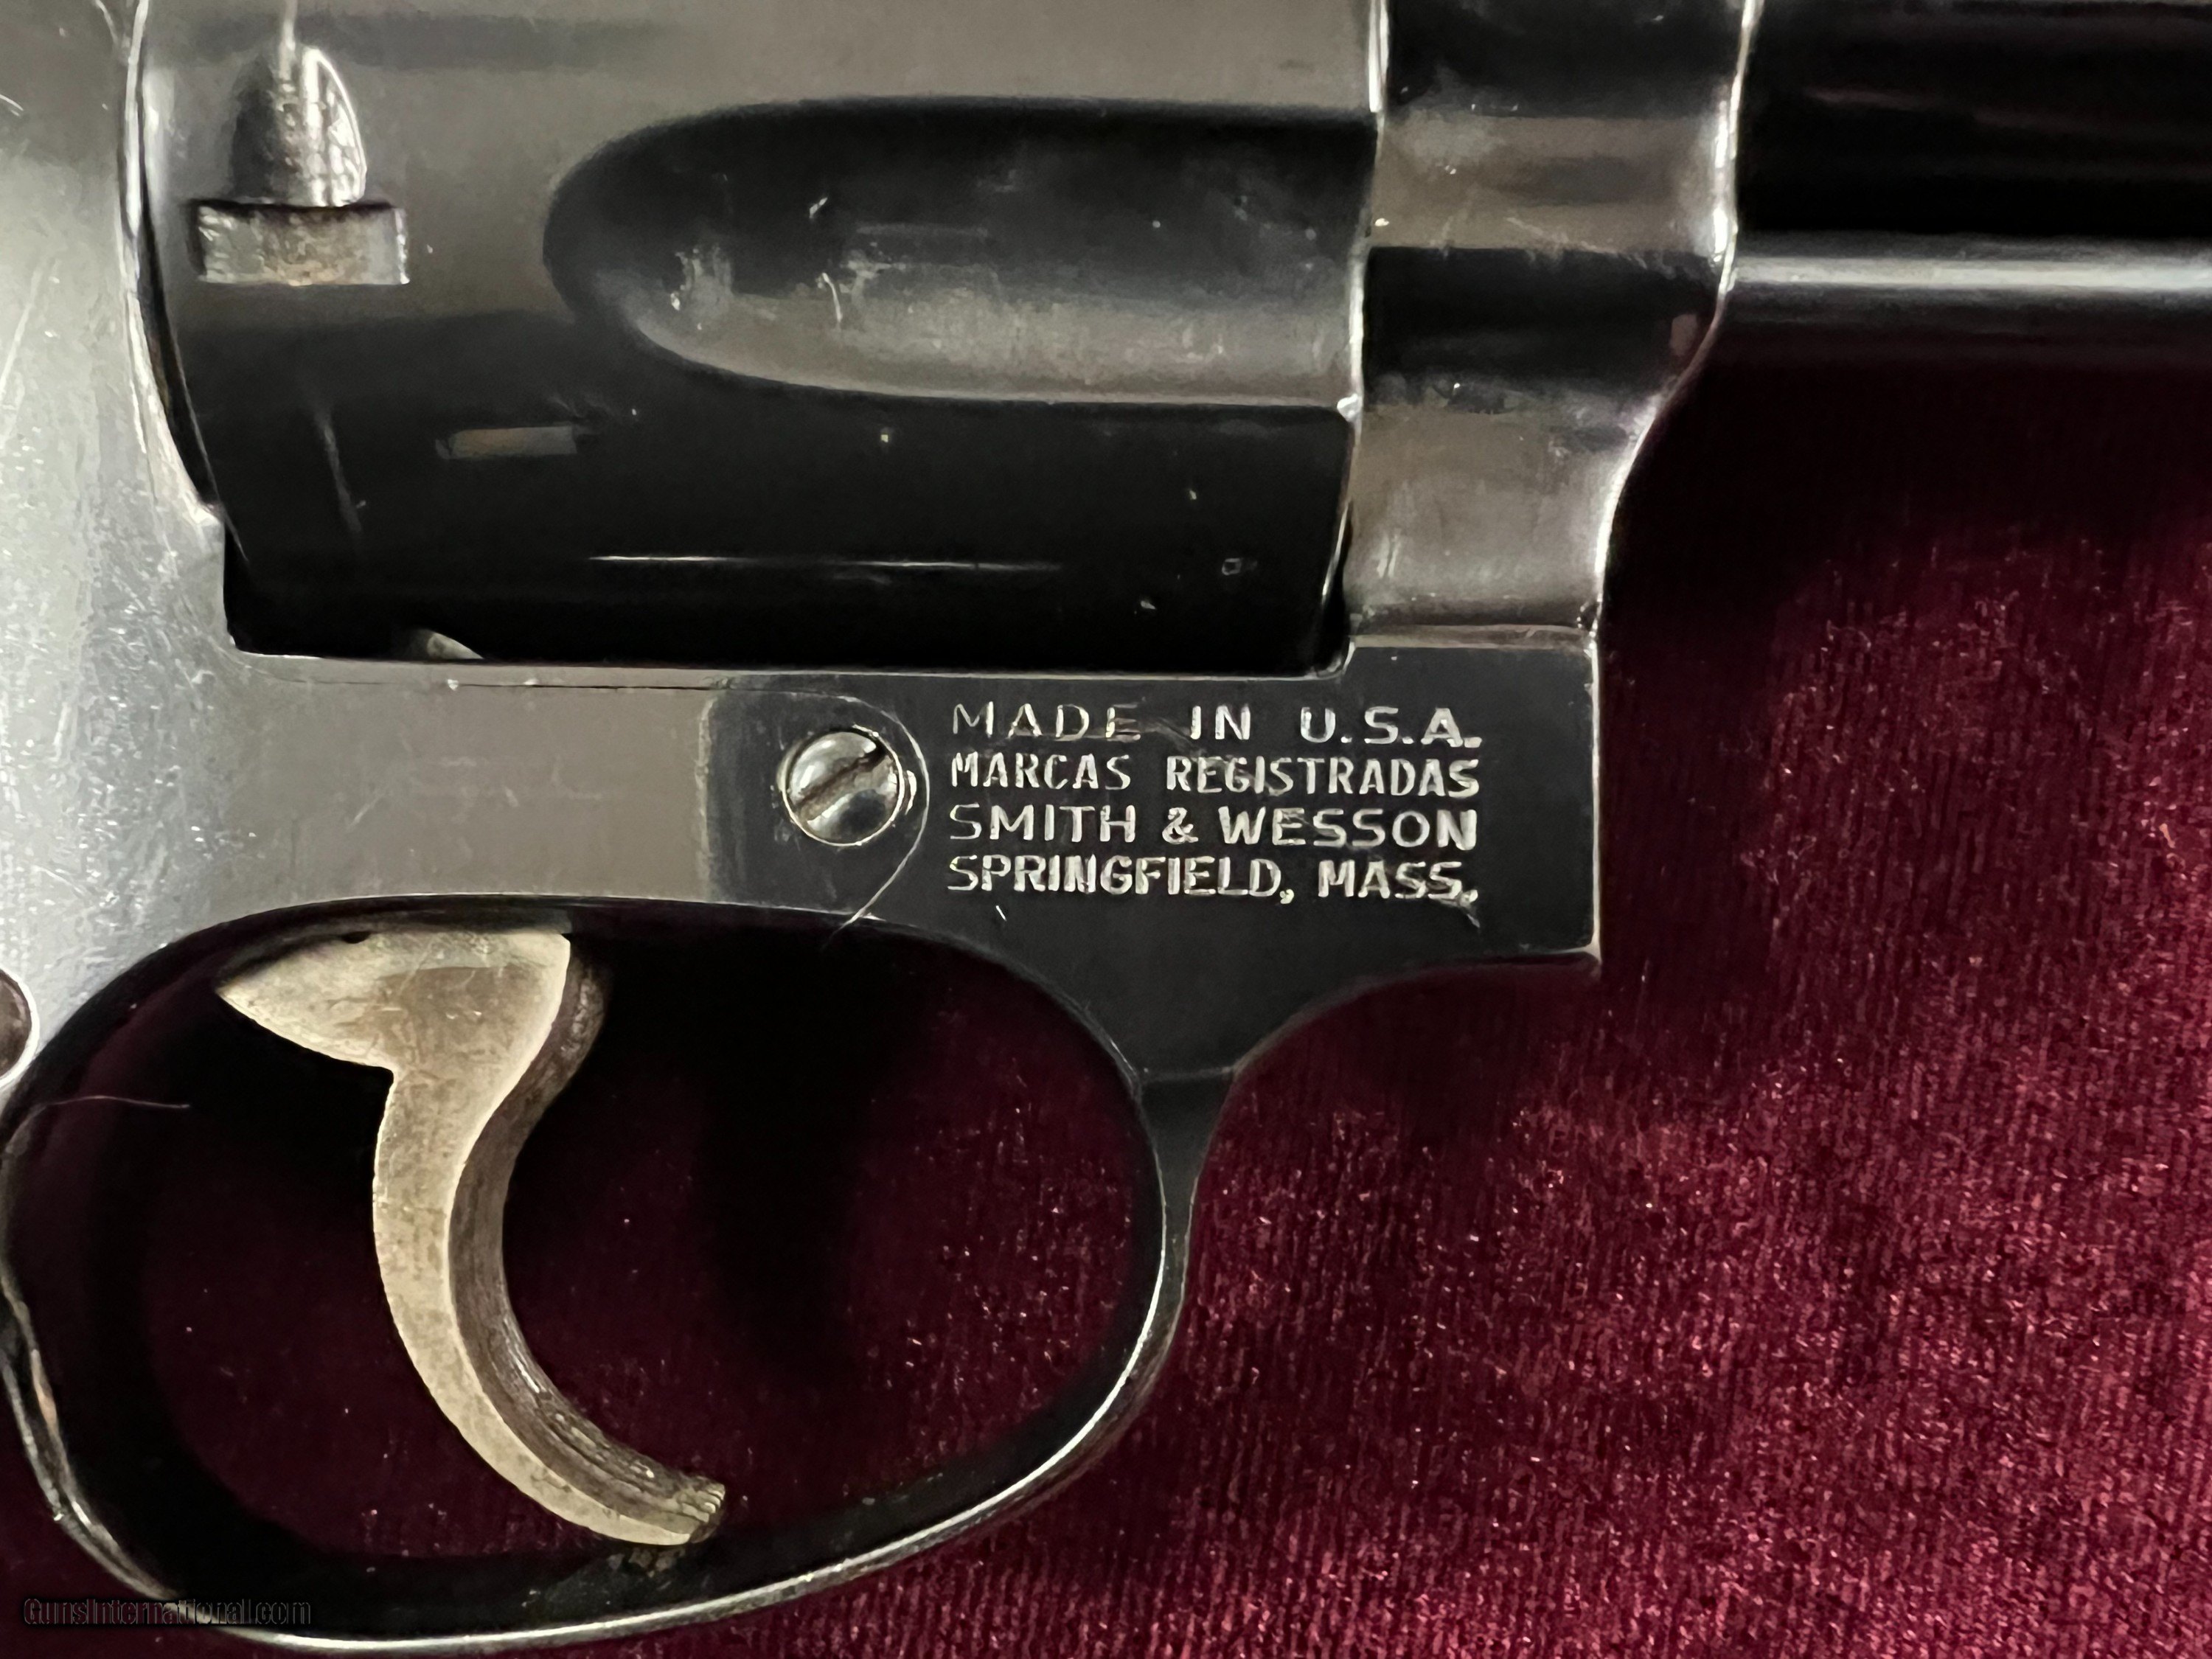 MADE IN U.S.A.
MARCAS REGISTRADAS
SMITH & WESSON
SPRINGFIELD, MASS.
GunsInternational.com